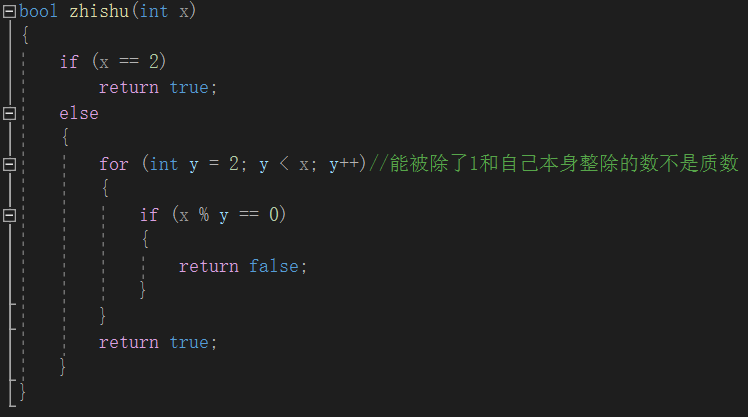 bool zhishu(int x)
{
if (x == 2)
return true;
else
{
for (int y = 2; y < x; y++)//能被除了1和自己本身整除的数不是质数
{
if (x % y == 0)
{
return false;
}
}
return true;
}
}